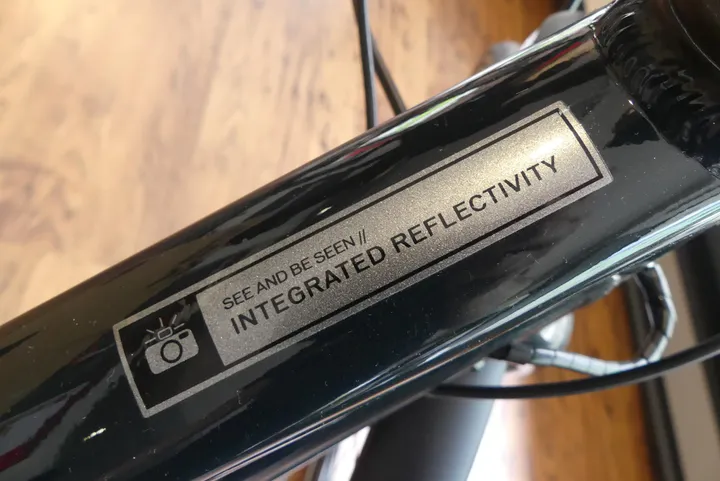 SEE AND BE SEEN //
INTEGRATED REFLECTIVITY